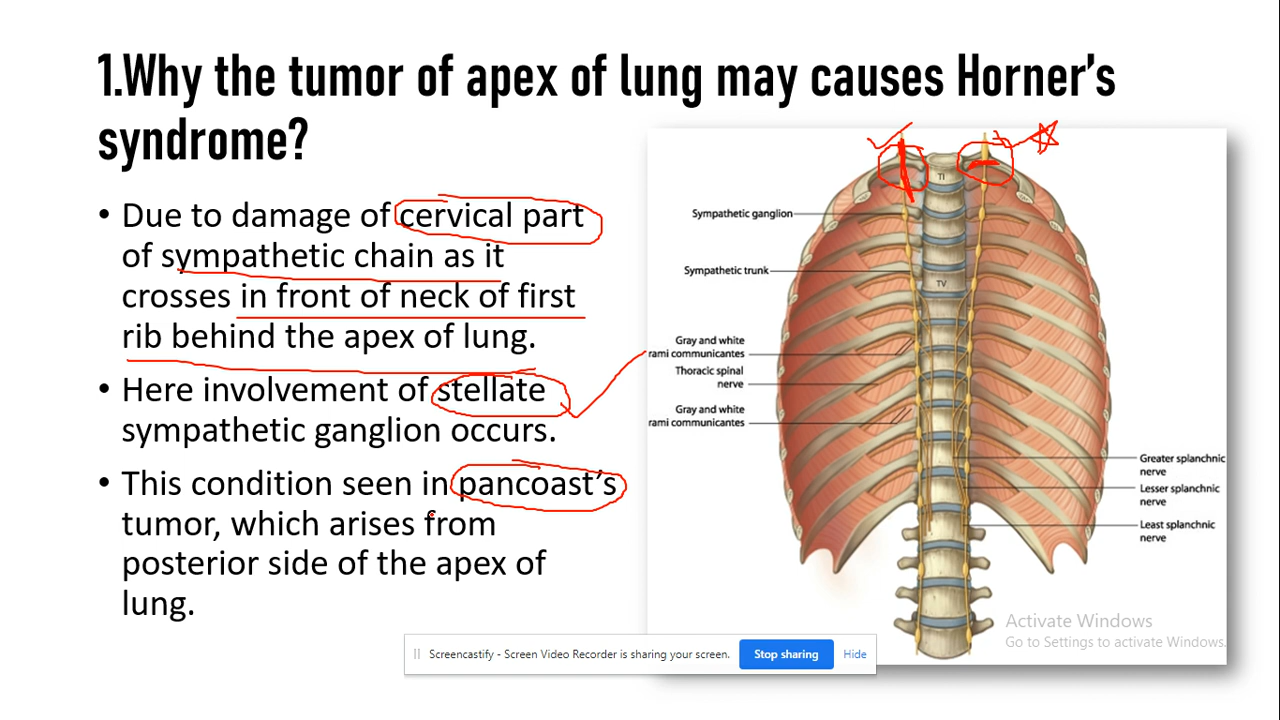 1.Why the tumor of apex of lung may causes Horner's
syndrome?
• Due to damage of cervical part
of sympathetic chain as it
crosses in front of neck of first
rib behind the apex of lung.
• Here involvement of stellate
sympathetic ganglion occurs.
• This condition seen in pancoast's
tumor, which arises from
posterior side of the apex of
lung.
TI
Sympathetic ganglion
Sympathetic trunk
TV
Gray and white
rami communicantes
Thoracic spinal
nerve
Gray and white
rami communicantes
Greater splanchnic
nerve
Lesser splanchnic
nerve
Least splanchnic
nerve
Activate Windows
Go to Settings to activate Windows.
Screencastify - Screen Video Recorder is sharing your screen.
Stop sharing
Hide